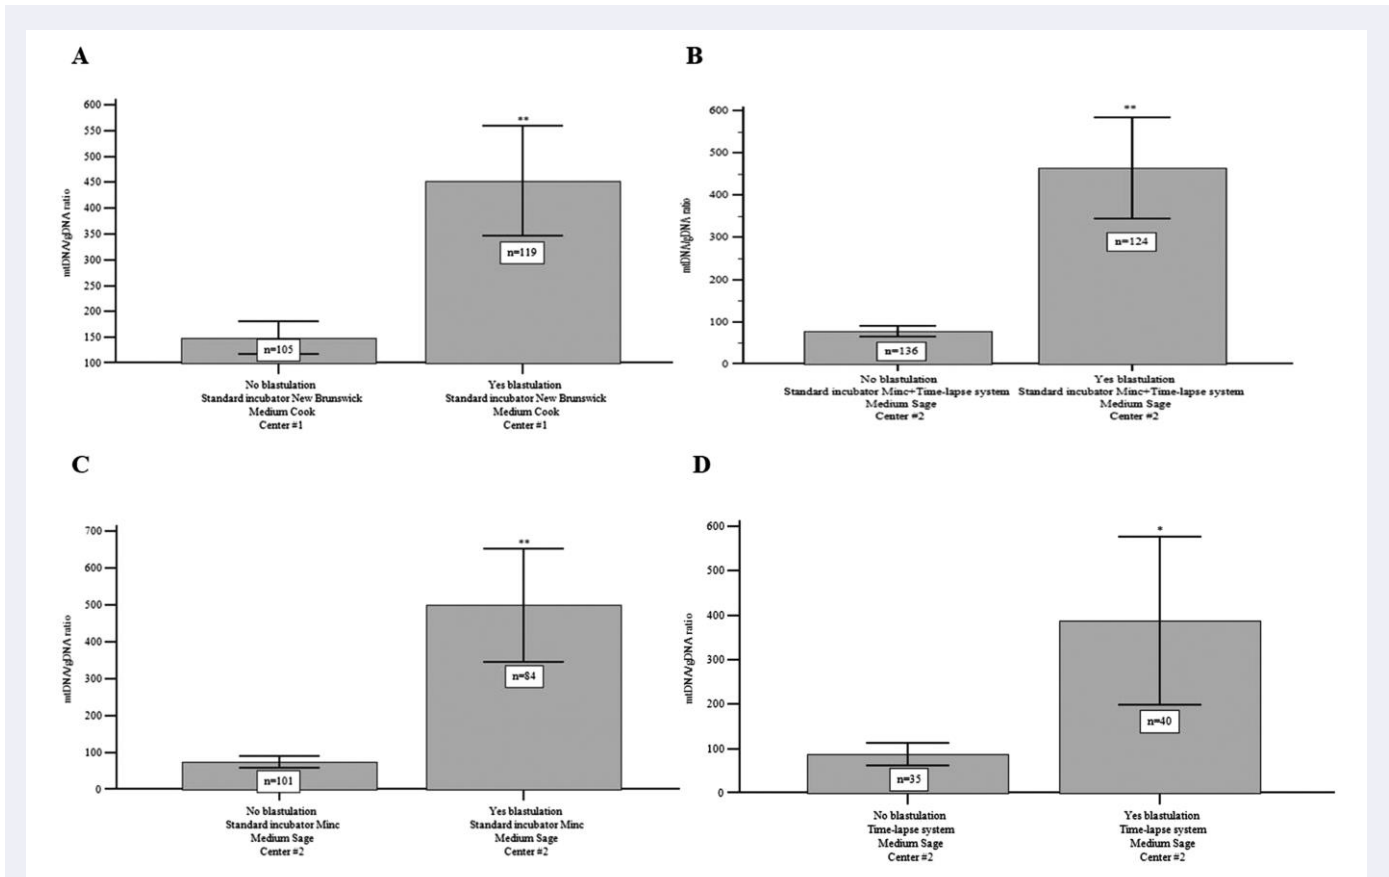 A
mtDNA/gDNA ratio
600
550
500
450
400
350
300
250
200
150
100
**
n=105
n=119
No blastulation
Standard incubator New Brunswick
Medium Cook
Center #1
Yes blastulation
Standard incubator New Brunswick
Medium Cook
Center #1
B
mtDNA/gDNA ratio
600
500
400
300
200
100
0
**
n=136
n=124
No blastulation
Standard incubator Minc+Time-lapse system
Medium Sage
Center #2
Yes blastulation
Standard incubator Minc+Time-lapse system
Medium Sage
Center #2
C
mtDNA/gDNA ratio
700
600
500
400
300
200
100
0
**
n=101
n=84
No blastulation
Standard incubator Minc
Medium Sage
Center #2
Yes blastulation
Standard incubator Minc
Medium Sage
Center #2
D
mtDNA/gDNA ratio
600
500
400
300
200
100
0
*
n=35
n=40
No blastulation
Time-lapse system
Medium Sage
Center #2
Yes blastulation
Time-lapse system
Medium Sage
Center #2